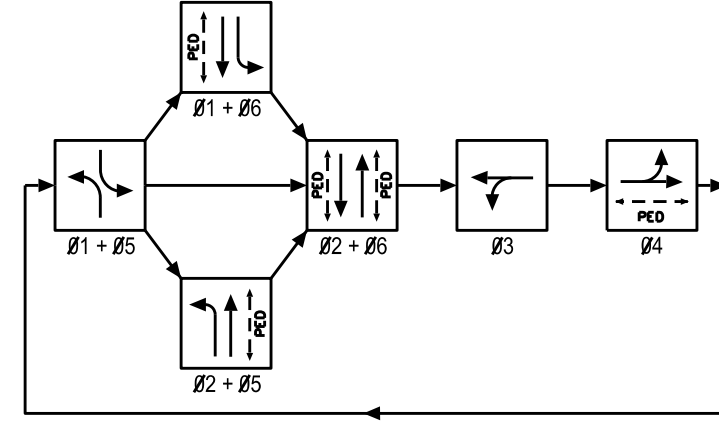 PED
Ø1 + Ø6
Ø1 + Ø5
PED
PED
Ø2 + Ø6
Ø3
PED
Ø4
PED
Ø2 + Ø5